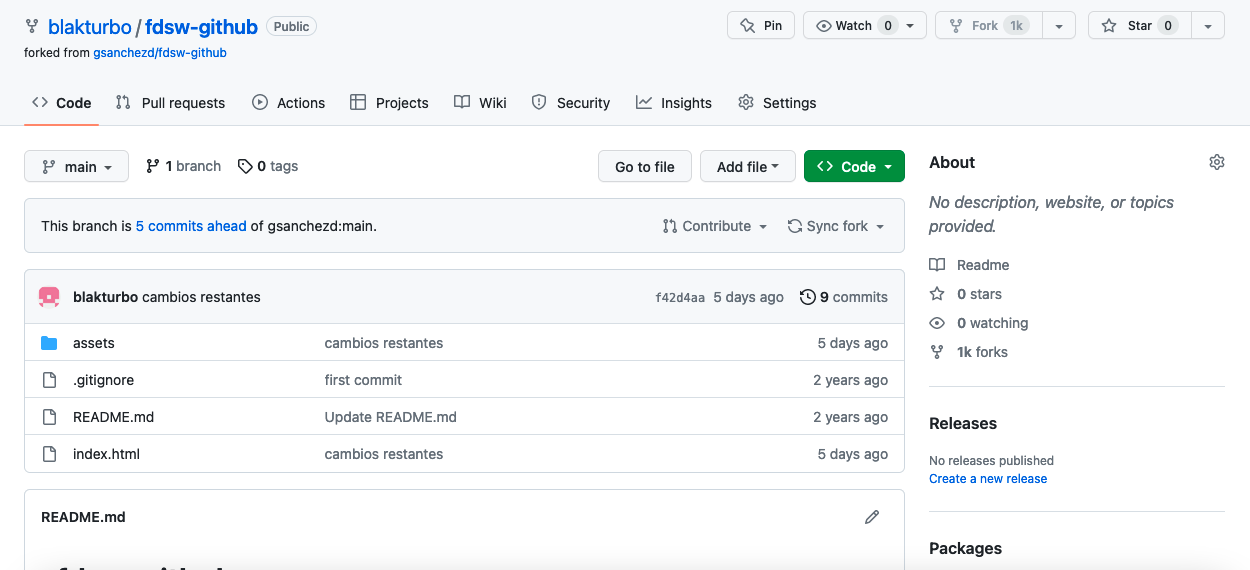 blakturbo / fdsw-github Public
Pin Watch 0 Fork 1k Star 0
forked from gsanchezd/fdsw-github
Code Pull requests Actions Projects Wiki Security Insights Settings
main 1 branch 0 tags Go to file Add file Code
This branch is 5 commits ahead of gsanchezd:main. Contribute Sync fork
blakturbo cambios restantes f42d4aa 5 days ago 9 commits
assets cambios restantes 5 days ago
.gitignore first commit 2 years ago
README.md Update README.md 2 years ago
index.html cambios restantes 5 days ago
README.md
fdsw-github
About
No description, website, or topics
provided.
Readme
0 stars
0 watching
1k forks
Releases
No releases published
Create a new release
Packages